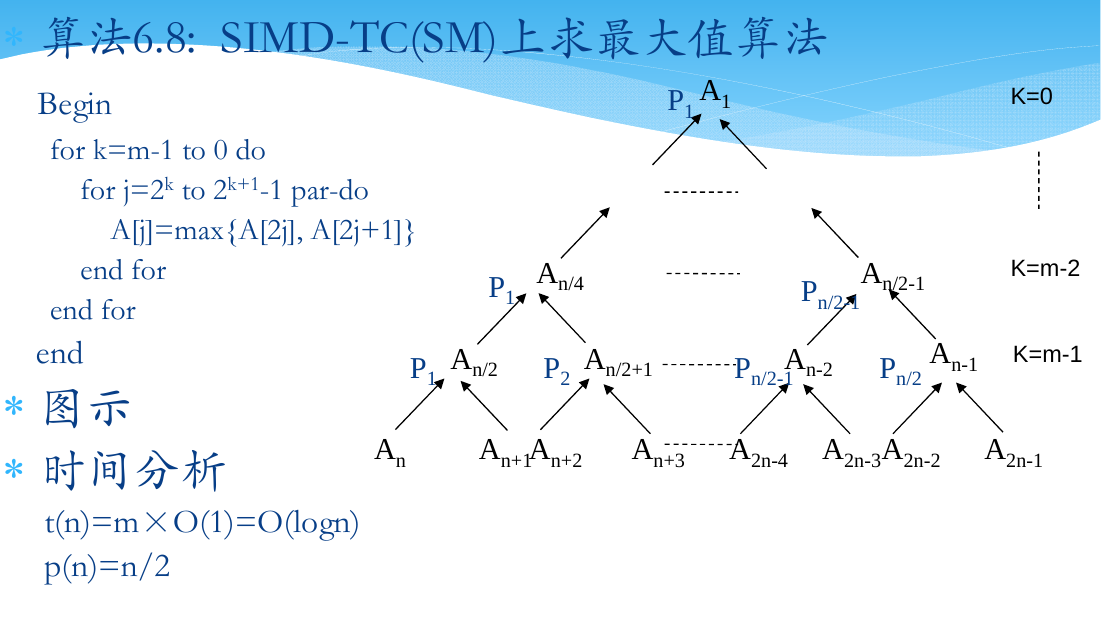 * 算法6.8: SIMD-TC(SM)上求最大值算法
Begin
for k=m-1 to 0 do
for j=2^k to 2^{k+1}-1 par-do
A[j]=max{A[2j], A[2j+1]}
end for
end for
end
* 图示
* 时间分析
t(n)=m×O(1)=O(logn)
p(n)=n/2
P_1 A_1 K=0
P_1 A_{n/4} P_{n/2-1} A_{n/2-1} K=m-2
P_1 A_{n/2} P_2 A_{n/2+1} P_{n/2-1} A_{n-2} P_{n/2} A_{n-1} K=m-1
A_n A_{n+1} A_{n+2} A_{n+3} A_{2n-4} A_{2n-3} A_{2n-2} A_{2n-1}